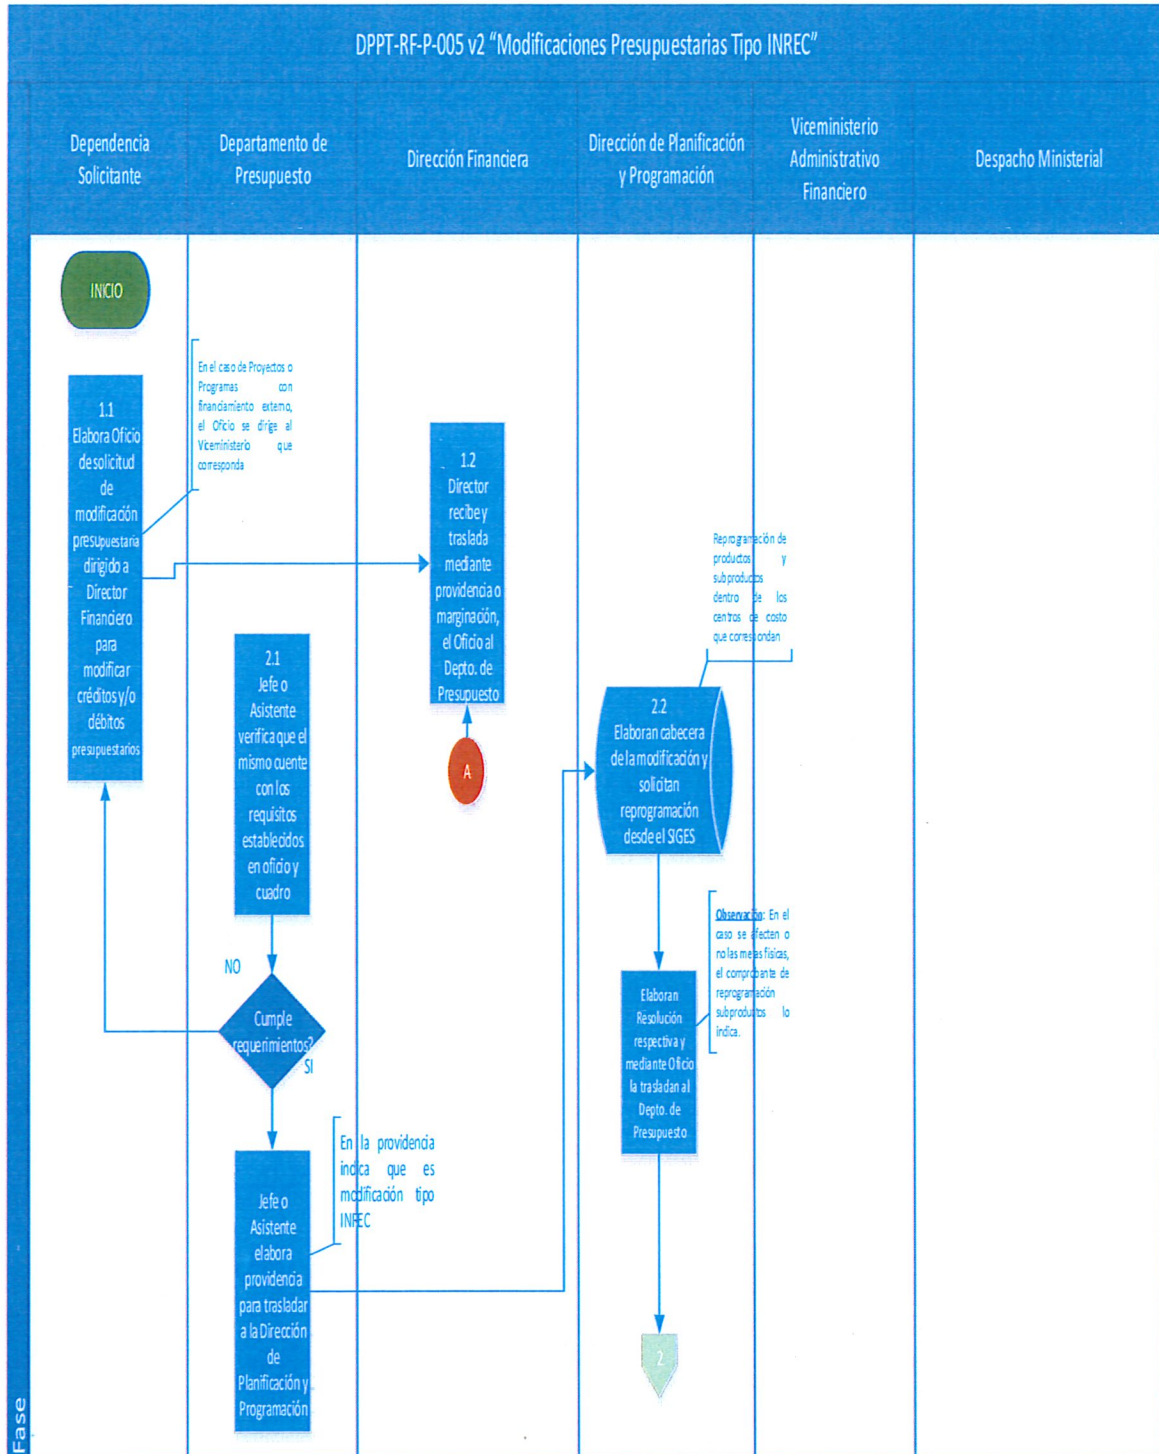 DPPT-RF-P-005 v2 “Modificaciones Presupuestarias Tipo INREC”
Dependencia
Solicitante
Departamento de
Presupuesto
Dirección Financiera
Dirección de Planificación
y Programación
Viceministerio
Administrativo
Financiero
Despacho Ministerial
INICIO
1.1
Elabora Oficio
de solicitud
de
modificación
presupuestaria
dirigido a
Director
Financiero
para
modificar
créditos y/o
débitos
presupuestarios
En el caso de Proyectos o
Programas con
financiamiento externo,
el Oficio se dirige al
Viceministerio que
corresponda
1.2
Director
recibe y
traslada
mediante
providencia o
marginación,
el Oficio al
Depto. de
Presupuesto
A
2.1
Jefe o
Asistente
verifica que el
mismo cuente
con los
requisitos
establecidos
en oficio y
cuadro
NO
Cumple
requerimientos?
SI
Jefe o
Asistente
elabora
providencia
para trasladar
a la Dirección
de
Planificación y
Programación
En la providencia
indica que es
modificación tipo
INREC
Reprogramación de
productos y
subproductos
dentro de los
centros de costo
que correspondan
2.2
Elaboran cabecera
de la modificación y
solicitan
reprogramación
desde el SIGES
Observación: En el
caso se afecten o
no las metas físicas,
el comprobante de
reprogramación
subproductos lo
indica.
Elaboran
Resolución
respectiva y
mediante Oficio
la trasladan al
Depto. de
Presupuesto
2
Fase